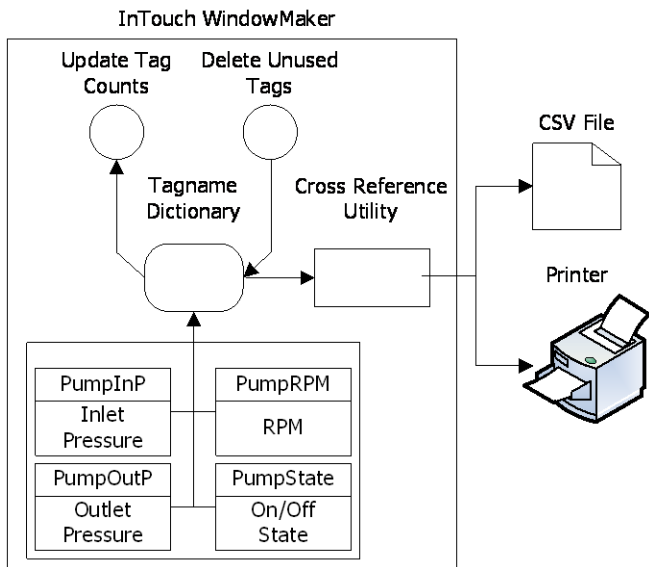 InTouch WindowMaker
Update Tag
Counts
Delete Unused
Tags
CSV File
Tagname
Dictionary
Cross Reference
Utility
Printer
PumpInP
Inlet
Pressure
PumpRPM
RPM
PumpOutP
Outlet
Pressure
PumpState
On/Off
State